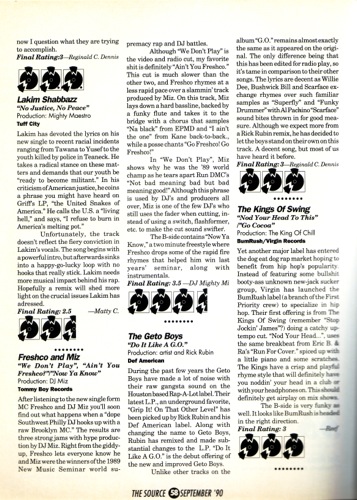 now I question what they are trying
to accomplish.
Final Rating:3—Reginald C. Dennis
Lakim Shabbazz
"No Justice, No Peace"
Production: Mighty Maestro
Tuff City
Lakim has devoted the lyrics on his
new single to recent racial incidents
ranging from Tawana to Yusef to the
youth killed by police in Teaneck. He
takes a radical stance on these mat-
ters and demands that our youth be
"ready to become militant." In his
criticism of American justice, he coins
a phrase you might have heard on
Griff's LP, "the United Snakes of
America." He calls the U.S. a "living
hell," and says, "I refuse to burn in
America's melting pot."
Unfortunately, the track
doesn't reflect the fiery conviction in
Lakim's vocals. The song begins with
a powerful intro, but afterwards sinks
into a happy-go-lucky loop with no
hooks that really stick. Lakim needs
more musical impact behind his rap.
Hopefully a remix will shed more
light on the crucial issues Lakim has
adressed.
Final Rating: 2.5 —Matty C.
Freshco and Miz
"We Don't Play", "Ain't You
Freshco?"/"Now Ya Know"
Production: DJ Miz
Tommy Boy Records
After listening to the new single form
MC Freshco and DJ Miz you'll soon
find out what happens when a "dope
Southwest Philly DJ hooks up with a
raw Brooklyn MC." The results are
three strong jams with hype produc-
tion by DJ Miz. Right from the giddy-
up, Freshco lets everyone know he
and Miz were the winners of the 1989
New Music Seminar world su-
premacy rap and DJ battles.
Although "We Don't Play" is
the video and radio cut, my favorite
shit is definitely "Ain't You Freshco."
This cut is much slower than the
other two, and Freshco rhymes at a
less rapid pace over a slammin' track
produced by Miz. On this track, Miz
lays down a hard bassline, backed by
a funky flute and takes it to the
bridge with a chorus that samples
"Na black" from EPMD and "I ain't
the one" from Kane back-to-back..
while a posse chants "Go Freshco! Go
Freshco!"
In "We Don't Play", Miz
shows why he was the '89 world
champ as he tears apart Run DMC's
"Not bad meaning bad but bad
meaning good!" Although this phrase
is used by DJ's and producers all
over, Miz is one of the few DJ's who
still uses the fader when cutting, in-
stead of using a switch, flashformer,
etc. to make the cut sound swifter.
The B-side contains "Now Ya
Know," a two minute freestyle where
Freshco drops some of the rapid fire
rhymes that helped him win last
years' seminar, along with
instrumentals.
Final Rating: 3.5 —DJ Mighty Mi
The Geto Boys
"Do It Like A G.O."
Production: artist and Rick Rubin
Def American
During the past years the Geto
Boys have made a lot of noise with
their raw gangsta sound on the
Houston based Rap-A-Lot label. Their
latest L.P., an underground favorite,
"Grip It! On That Other Level" has
been picked up by Rick Rubin and his
Def American label. Along with
changing the name to Geto Boys,
Rubin has remixed and made sub-
stantial changes to the L.P. "Do It
Like A G.O." is the debut offering of
the new and improved Geto Boys.
Unlike other tracks on the
album "G.O." remains almost exactly
the same as it appeared on the origi-
nal. The only difference being that
this has been edited for radio play, so
it's tame in comparison to their other
songs. The lyrics are decent as Willie
Dee, Bushwick Bill and Scarface ex-
change rhymes over such familiar
samples as "Superfly" and "Funky
Drummer" with Al Pacino "Scarface"
sound bites thrown in for good mea-
sure. Although we expect more from
a Rick Rubin remix, he has decided to
let the boys stand on their own on this
track. A decent song, but most of us
have heard it before.
Final Rating: 3—Reginald C. Dennis
The Kings Of Swing
"Nod Your Head To This"
/"Go Cocoa"
Production: The King Of Chill
BumRush/Virgin Records
Yet another major label has entered
the dog eat dog rap market hoping to
benefit from hip hop's popularity.
Instead of featuring some bullshit
booty-ass unknown new-jack sucker
group, Virgin has launched the
BumRush label (a branch of the First
Priority crew) to specialize in hip
hop. Their first offering is from The
Kings Of Swing (remember "Stop
Jockin' James"?) doing a catchy up-
tempo cut. "Nod Your Head..." uses
the same breakfrom Eric B. &
Ra's "Run For Cover" spiced up with
a little piano and some scratches.
The Kings have a crisp and playful
rhyme style that will definitely have
you noddin' your head in a club or
with your headphones on. This should
definitely get airplay on mix shows.
The B-side is very funky as
well. It looks like BumRush is headed
in the right direction.
Final Rating: 3
THE SOURCE 58 SEPTEMBER '90